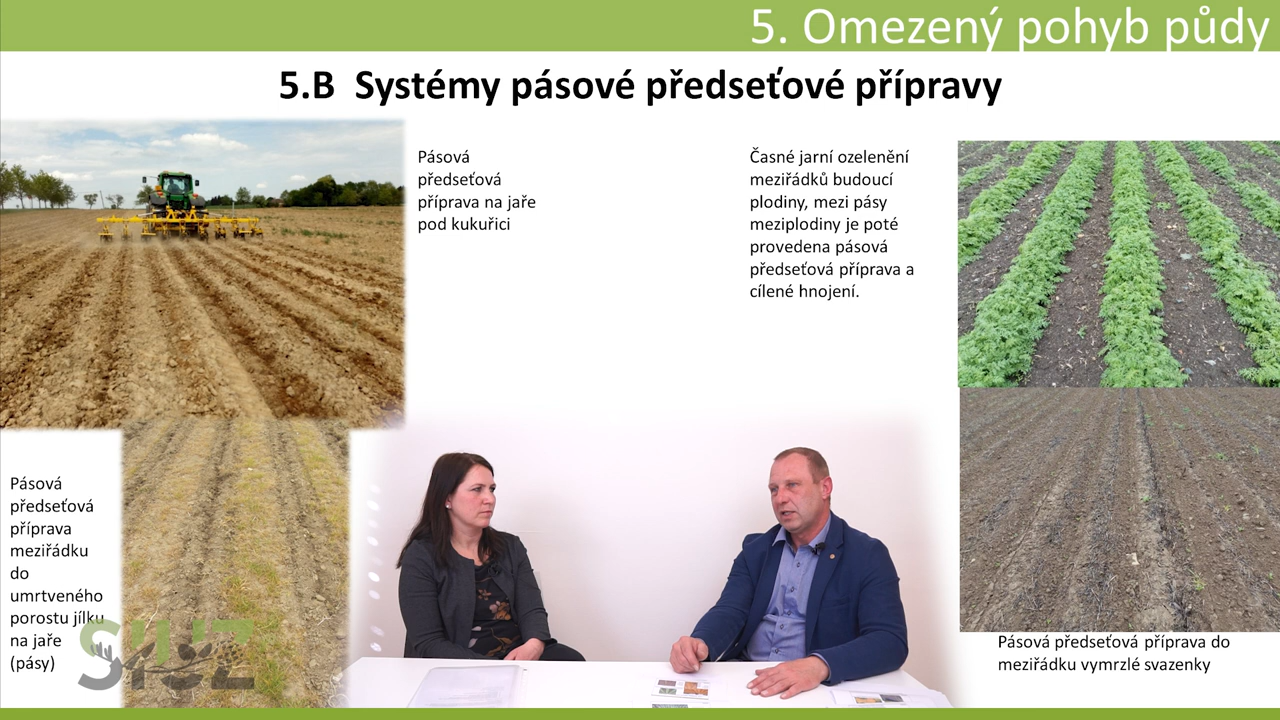 5. Omezený pohyb půdy
5.B Systémy pásové předseťové přípravy
Pásová
předseťová
příprava na jaře
pod kukuřici
Časné jarní ozelenění
meziřádků budoucí
plodiny, mezi pásy
meziplodiny je poté
provedena pásová
předseťová příprava a
cílené hnojení.
Pásová
předseťová
příprava
meziřádku
do
umrtveného
porostu jílku
na jaře
(pásy)
Pásová předseťová příprava do
meziřádku vymrzlé svazenky